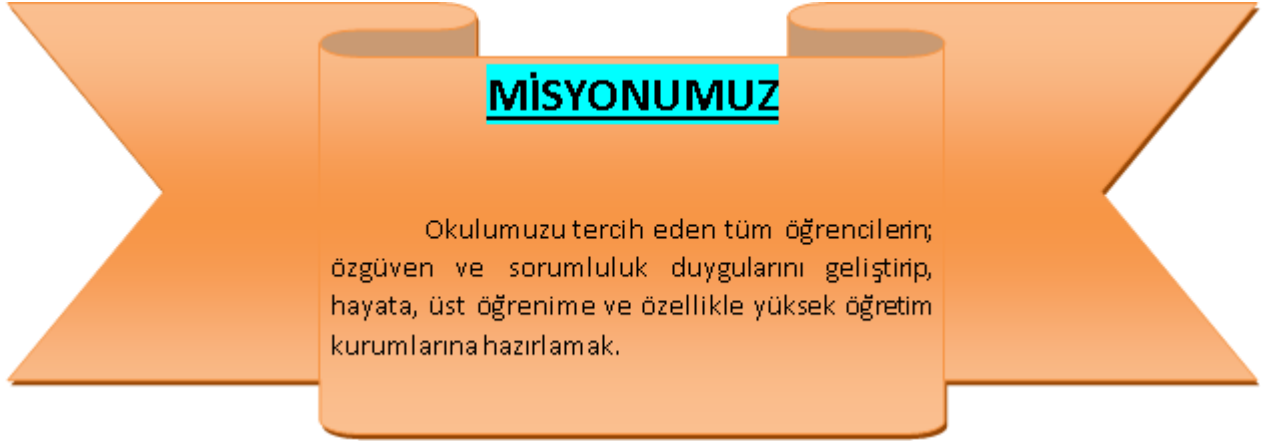 MİSYONUMUZ
Okulumuzu tercih eden tüm öğrencilerin;
özgüven ve sorumluluk duygularını geliştirip,
hayata, üst öğrenime ve özellikle yüksek öğretim
kurumlarına hazırlamak.